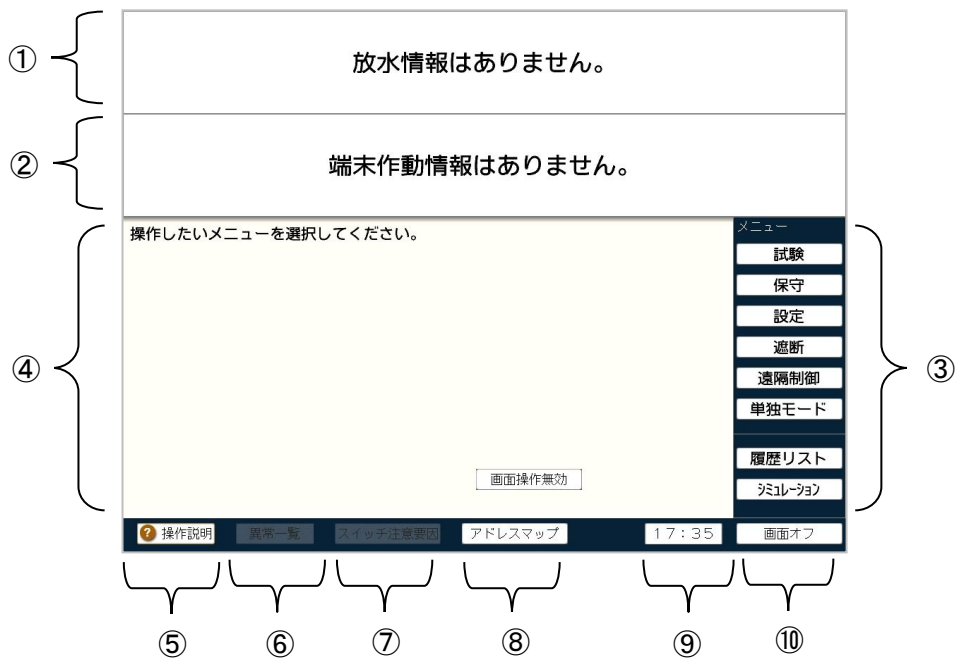 ①
放水情報はありません。
②
端末作動情報はありません。
操作したいメニューを選択してください。
メニュー
試験
保守
設定
遮断
④
遠隔制御
③
単独モード
履歴リスト
画面操作無効
シミュレーション
? 操作説明
異常一覧
スイッチ注意要因
アドレスマップ
17:35
画面オフ
⑤
⑥
⑦
⑧
⑨
⑩